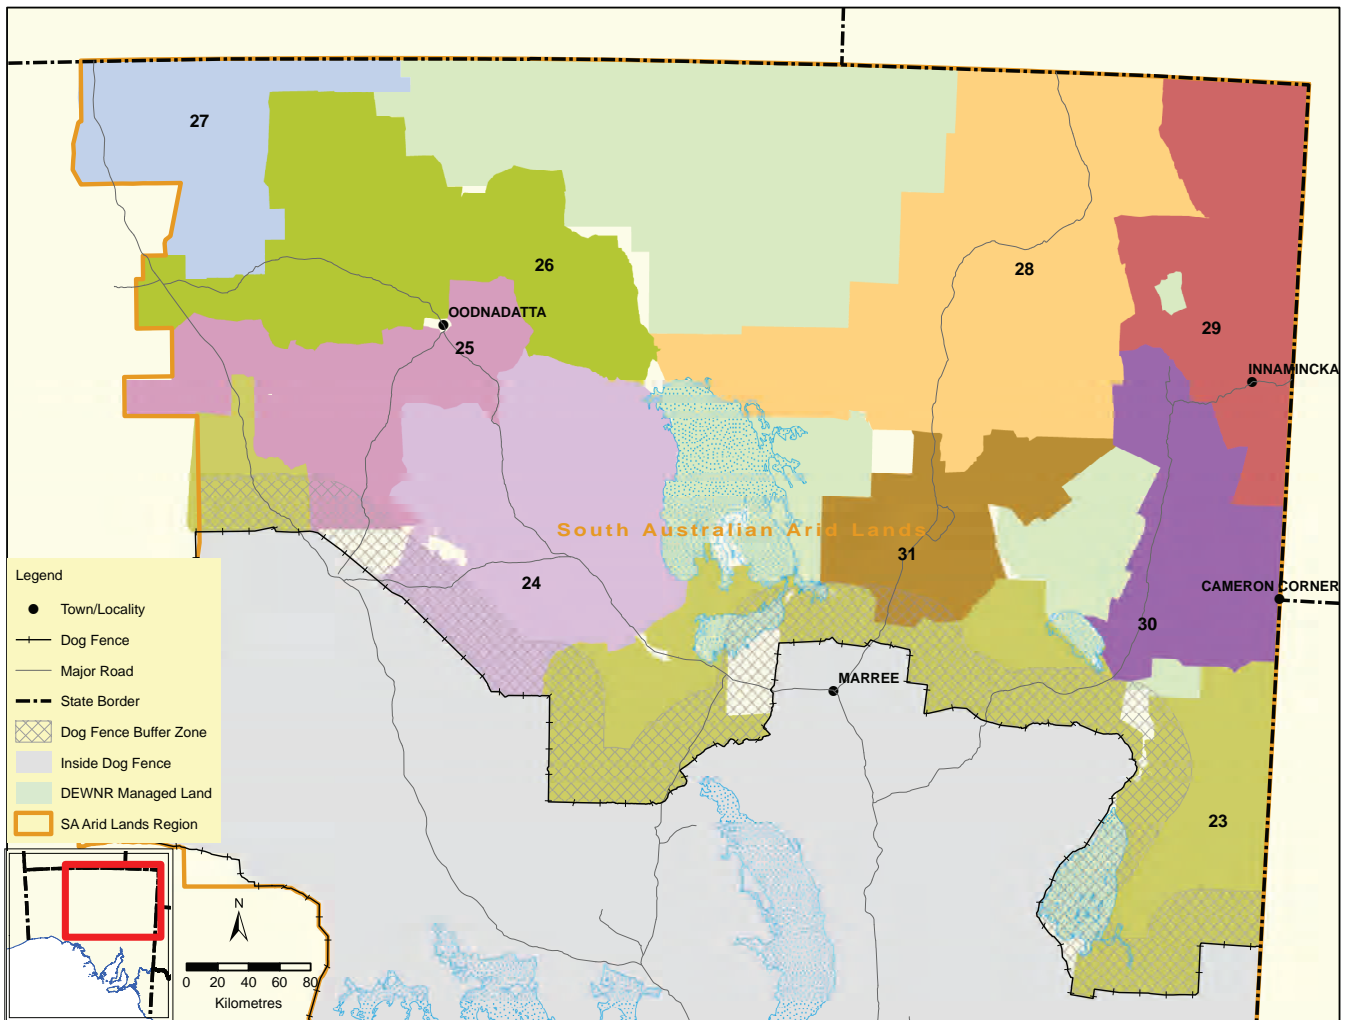 27
26
28
29
OODNADATTA
25
INNAMINCKA
South Australian Arid Lands
31
24
CAMERON CORNER
30
MARREE
23
Legend
Town/Locality
Dog Fence
Major Road
State Border
Dog Fence Buffer Zone
Inside Dog Fence
DEWNR Managed Land
SA Arid Lands Region
N
0 20 40 60 80
Kilometres